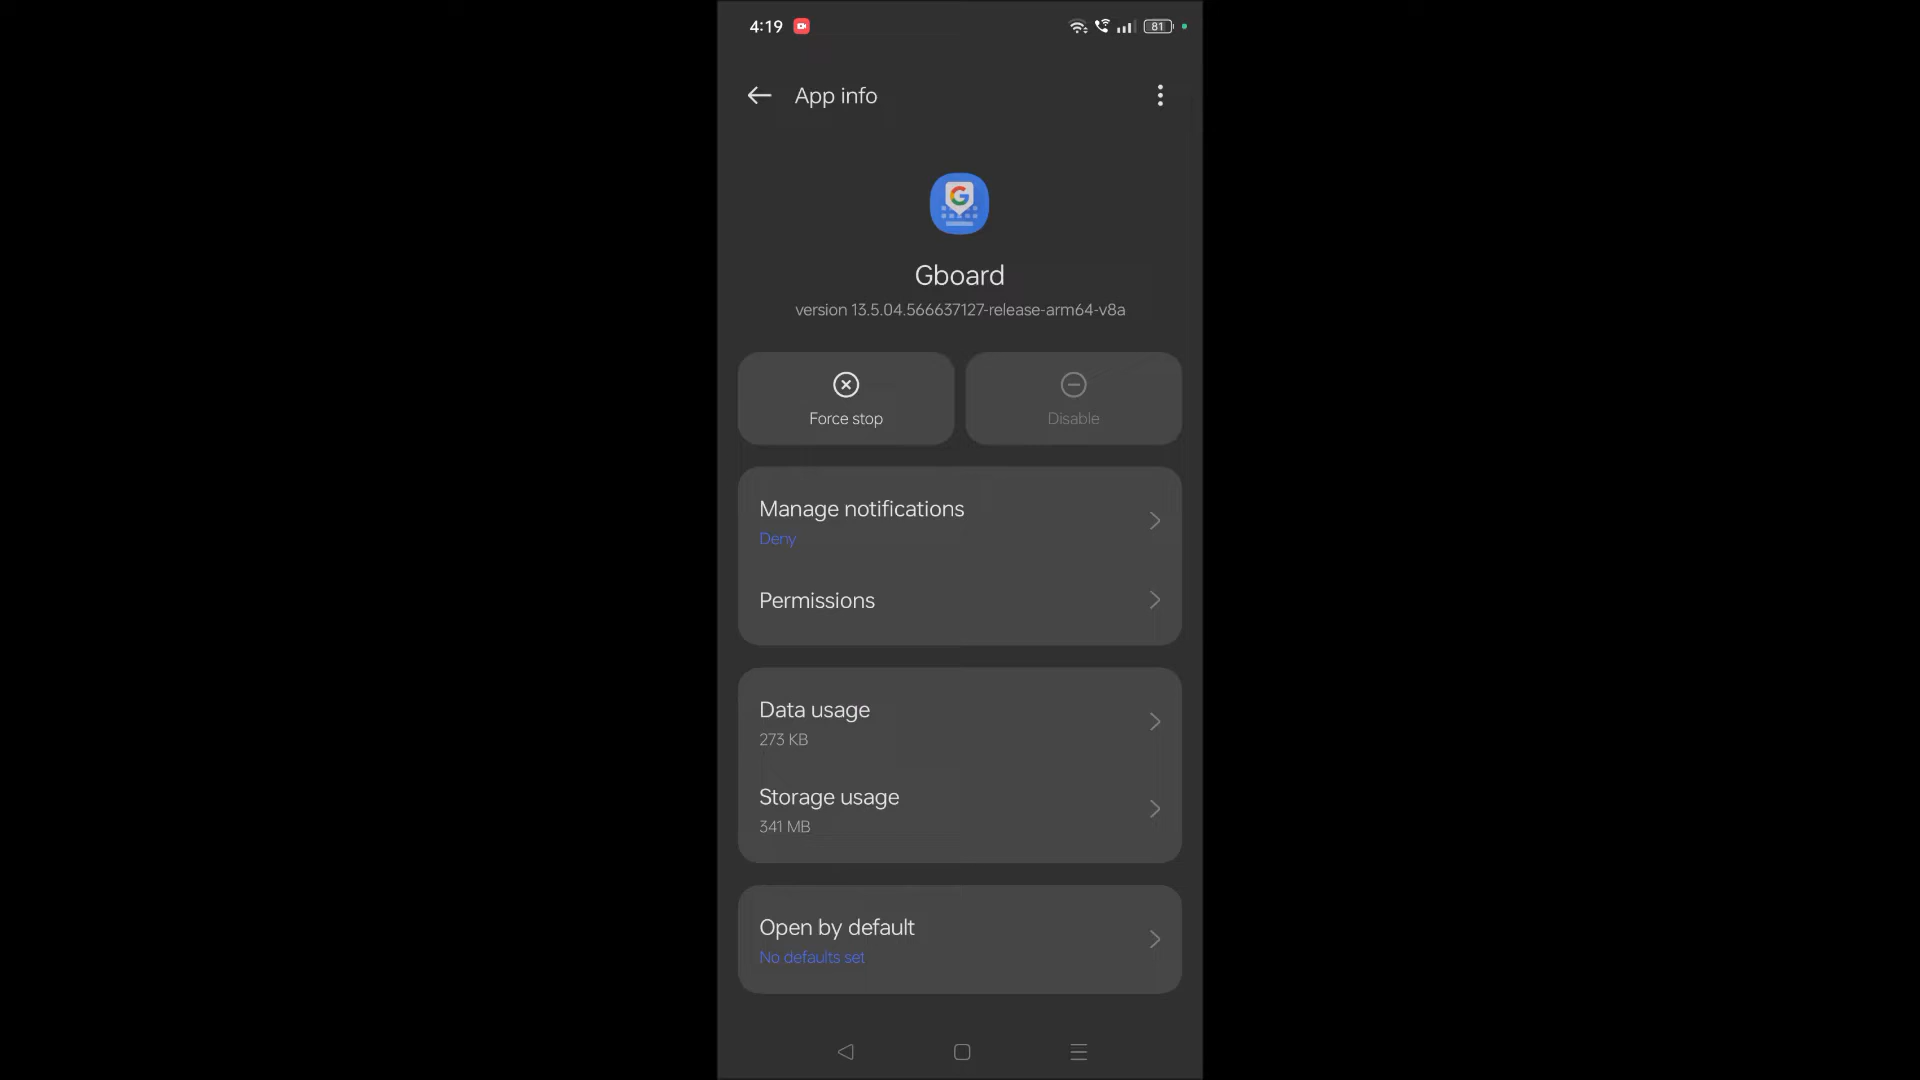 4:19
81
App info
Gboard
version 13.5.04.566637127-release-arm64-v8a
Force stop
Disable
Manage notifications
Deny
Permissions
Data usage
273 KB
Storage usage
341 MB
Open by default
No defaults set